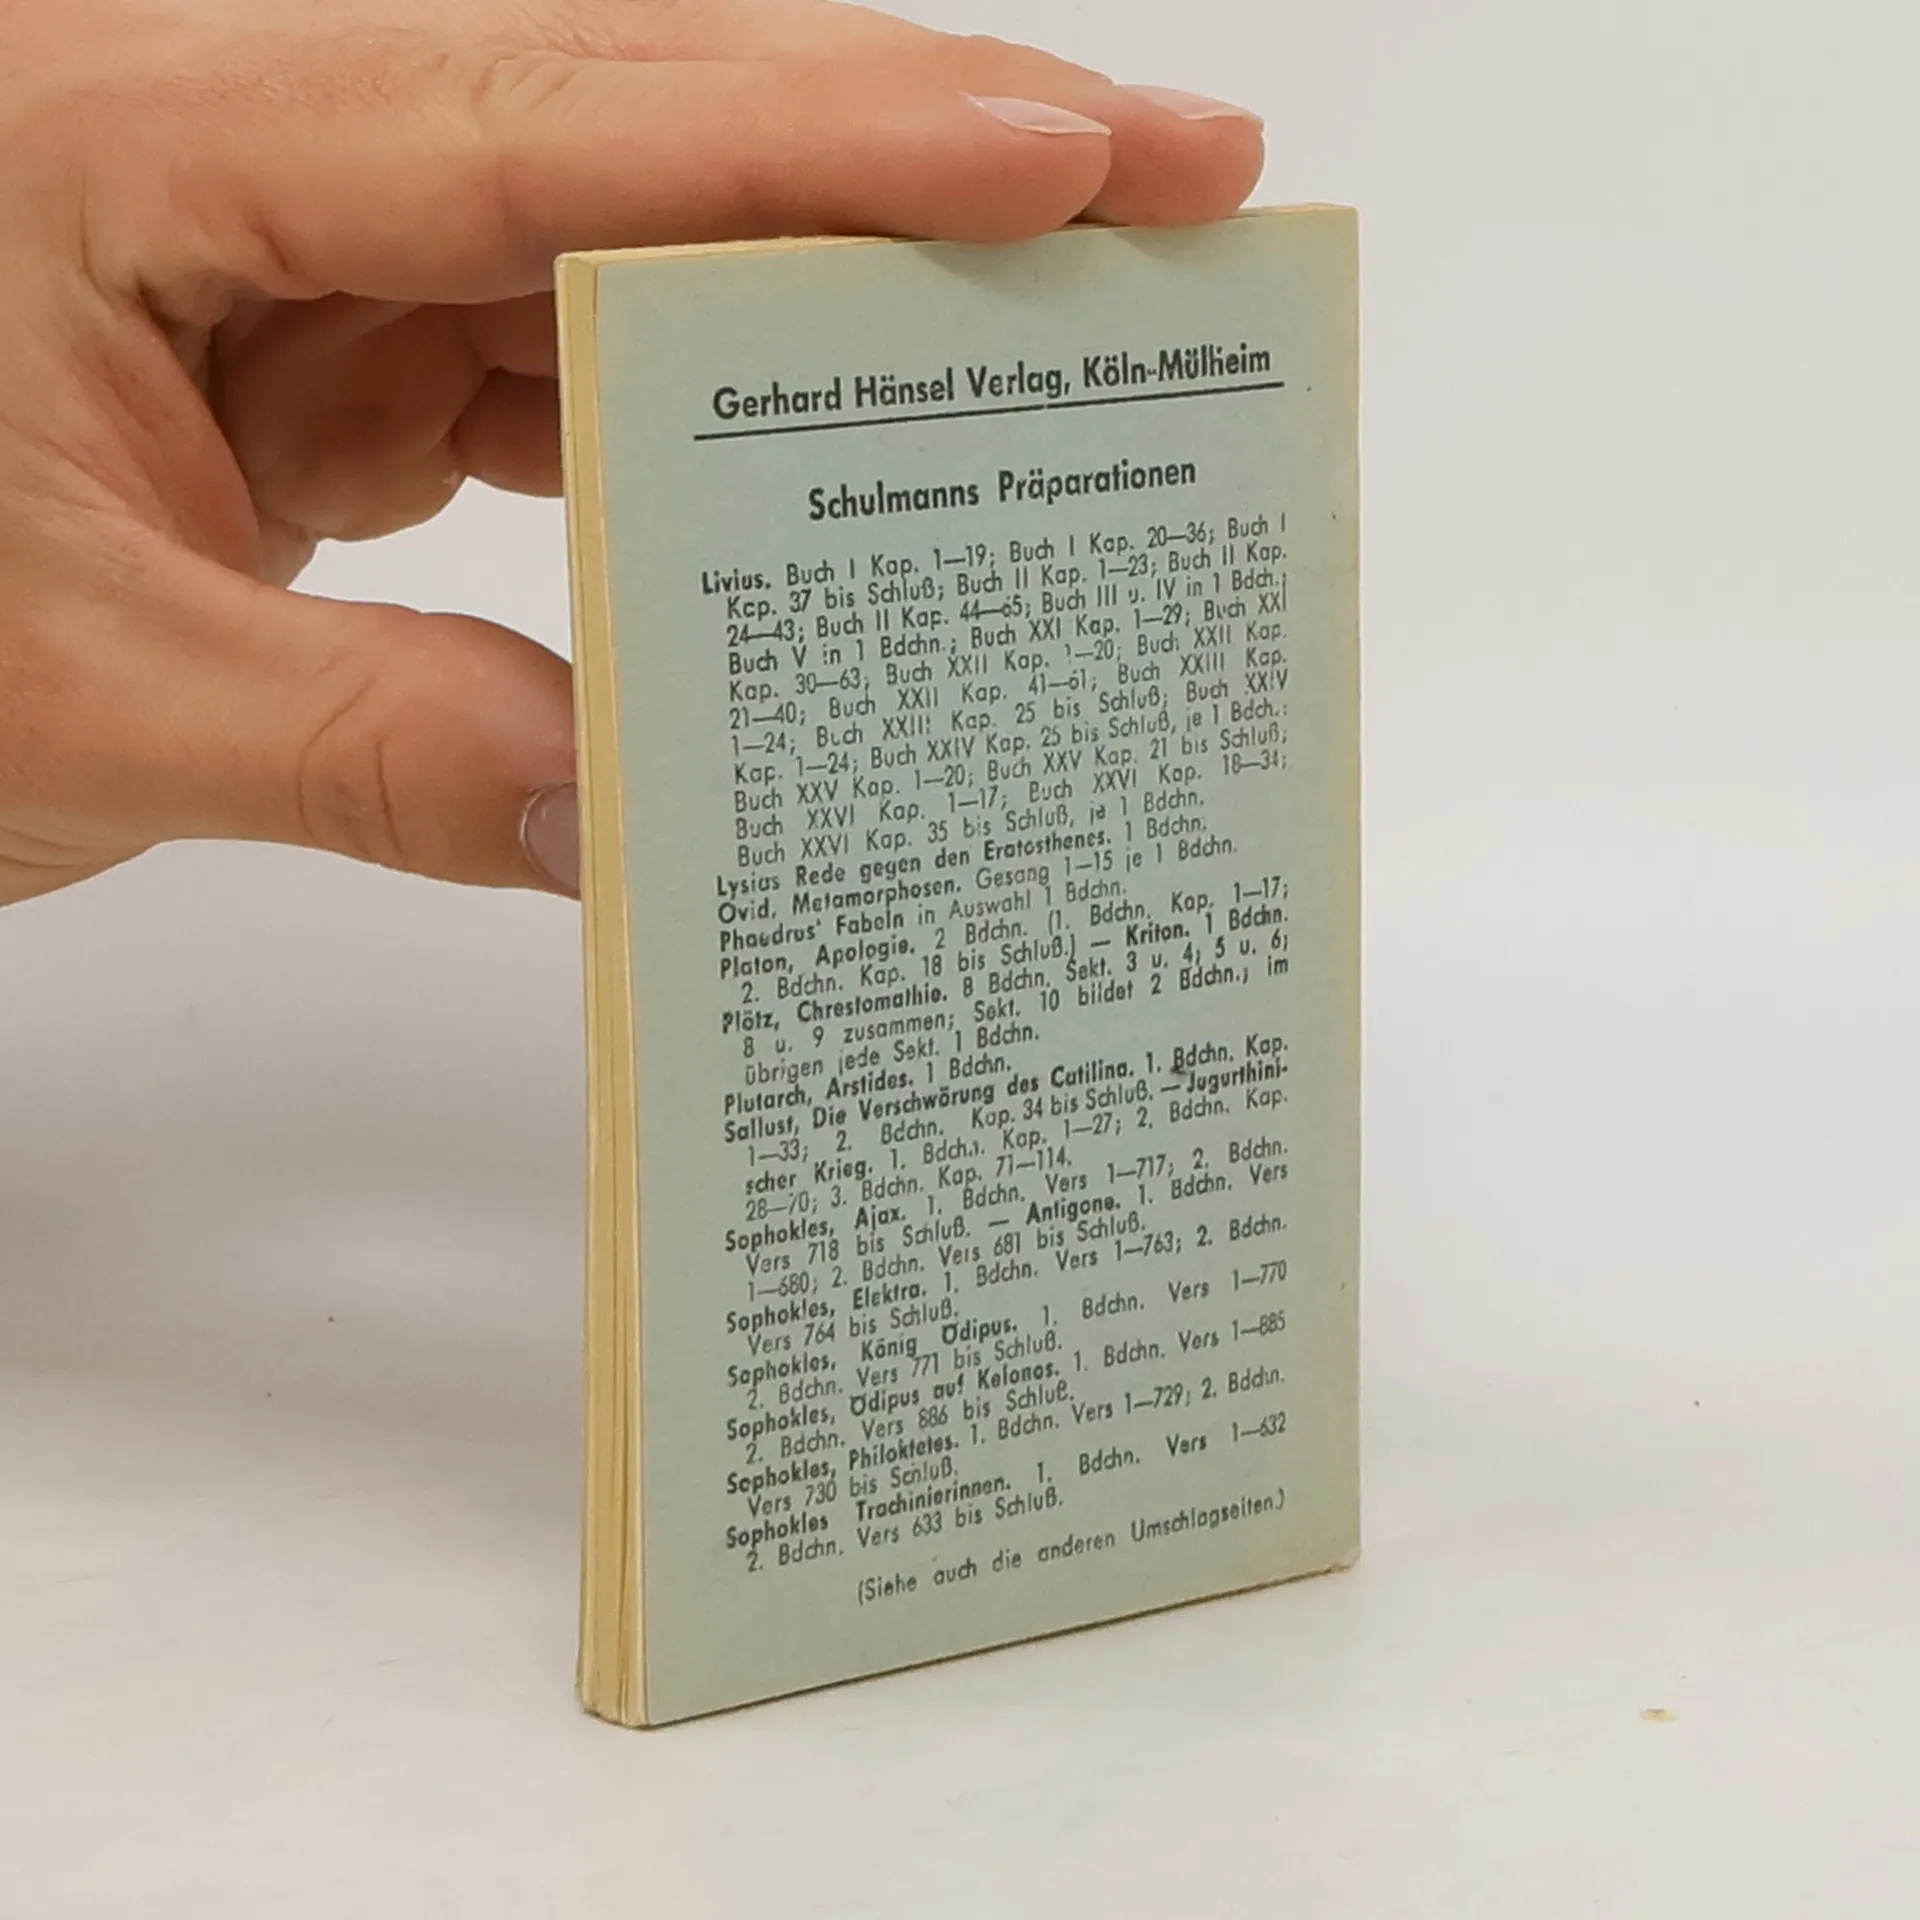 Gerhard Hänsel Verlag, Köln-Mülheim
Schulmanns Präparationen
Livius. Buch I Kap. 1—19; Buch I Kap. 20—36; Buch I
Kap. 37 bis Schluß; Buch II Kap. 1—23; Buch II Kap.
24—43; Buch II Kap. 44—65; Buch III u. IV in 1 Bdch.;
Buch V in 1 Bdchn.; Buch XXI Kap. 1—29; Buch XXI
Kap. 30—63; Buch XXII Kap. 1—20; Buch XXII Kap.
21—40; Buch XXII Kap. 41—61; Buch XXIII Kap.
1—24; Buch XXIII Kap. 25 bis Schluß; Buch XXIV
Kap. 1—24; Buch XXIV Kap. 25 bis Schluß, je 1 Bdch.:
Buch XXV Kap. 1—20; Buch XXV Kap. 21 bis Schluß;
Buch XXVI Kap. 1—17; Buch XXVI Kap. 18—34;
Buch XXVI Kap. 35 bis Schluß, je 1 Bdchn.
Lysias Rede gegen den Eratosthenes. 1 Bdchn.
Ovid, Metamorphosen. Gesang 1—15 je 1 Bdchn.
Phaedrus' Fabeln in Auswahl 1 Bdchn.
Platon, Apologie. 2 Bdchn. (1. Bdchn. Kap. 1—17;
2. Bdchn. Kap. 18 bis Schluß.) — Kriton. 1 Bdchn.
Plötz, Chrestomathie. 8 Bdchn. Sekt. 3 u. 4; 5 u. 6;
8 u. 9 zusammen; Sekt. 10 bildet 2 Bdchn.; im
übrigen jede Sekt. 1 Bdchn.
Plutarch, Arstides. 1 Bdchn.
Sallust, Die Verschwörung des Catilina. 1. Bdchn. Kap.
1—33; 2. Bdchn. Kap. 34 bis Schluß. — Jugurthini-
scher Krieg. 1. Bdchn. Kap. 1—27; 2. Bdchn. Kap.
28—70; 3. Bdchn. Kap. 71—114.
Sophokles, Ajax. 1. Bdchn. Vers 1—717; 2. Bdchn.
Vers 718 bis Schluß. — Antigone. 1. Bdchn. Vers
1—680; 2. Bdchn. Vers 681 bis Schluß.
Sophokles, Elektra. 1. Bdchn. Vers 1—763; 2. Bdchn.
Vers 764 bis Schluß.
Sophokles, König Ödipus. 1. Bdchn. Vers 1—770
2. Bdchn. Vers 771 bis Schluß.
Sophokles, Ödipus auf Kolonos. 1. Bdchn. Vers 1—885
2. Bdchn. Vers 886 bis Schluß.
Sophokles, Philoktetes. 1. Bdchn. Vers 1—729; 2. Bdchn.
Vers 730 bis Schluß.
Sophokles Trachinierinnen. 1. Bdchn. Vers 1—632
2. Bdchn. Vers 633 bis Schluß.
(Siehe auch die anderen Umschlagseiten.)